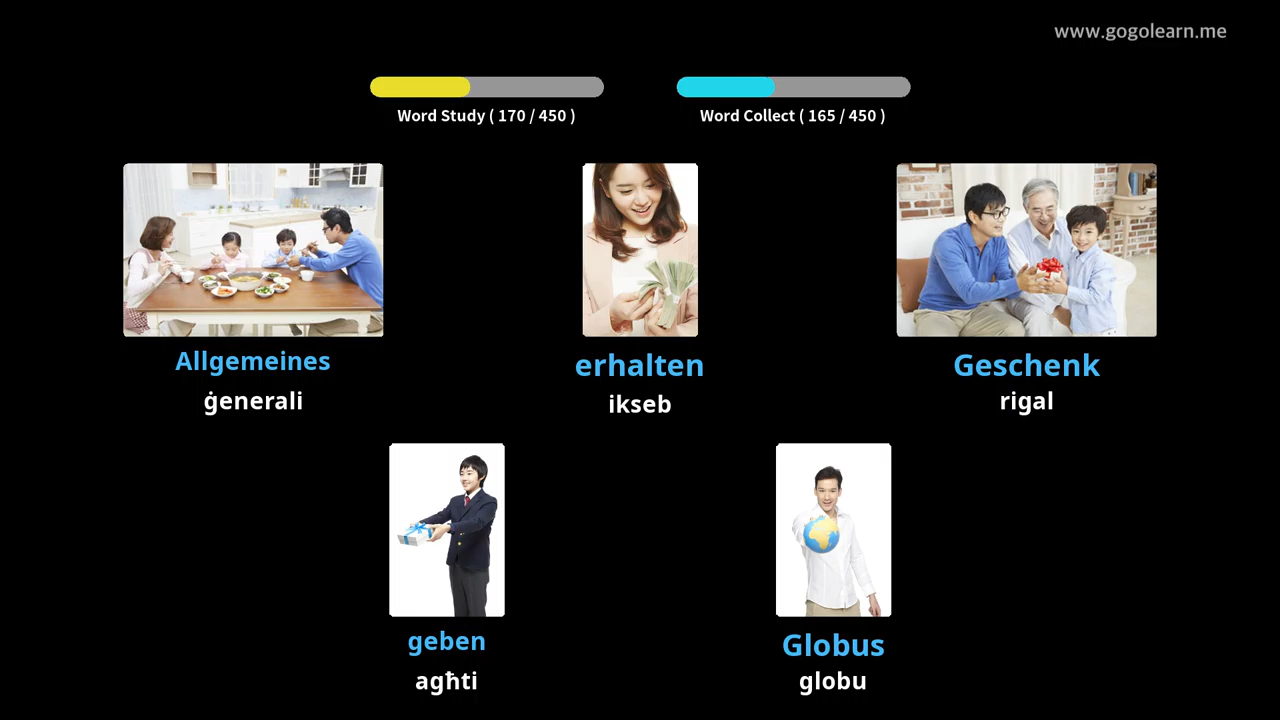 www.gogolearn.me
Word Study ( 170 / 450 )
Word Collect ( 165 / 450 )
Allgemeines
ġenerali
erhalten
ikseb
Geschenk
rigal
geben
agħti
Globus
globu